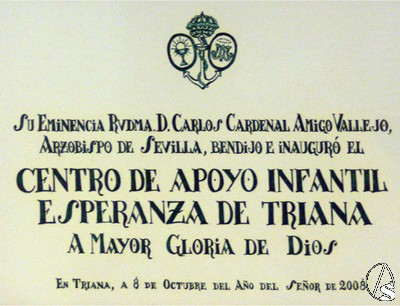 Su Eminencia Rvdma. D. Carlos Cardenal Amigo Vallejo,
Arzobispo de Sevilla, bendijo e inauguró el
CENTRO DE APOYO INFANTIL
ESPERANZA DE TRIANA
A Mayor Gloria de Dios
En Triana, a 8 de Octubre del Año del Señor de 2008